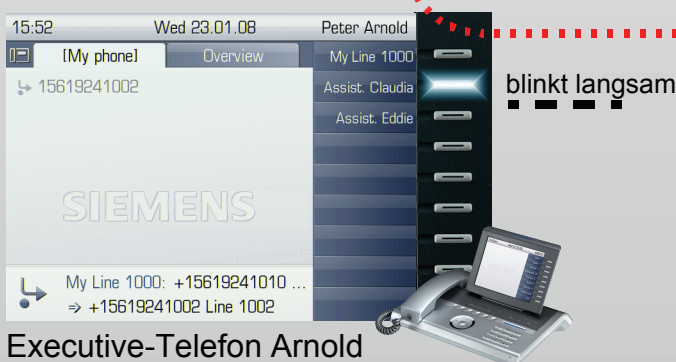 15:52 Wed 23.01.08 Peter Arnold
[My phone] Overview My Line 1000
15619241002 Assist. Claudia
blinkt langsam
Assist. Eddie
SIEMENS
My Line 1000: +15619241010 ...
⇒ +15619241002 Line 1002
Executive-Telefon Arnold